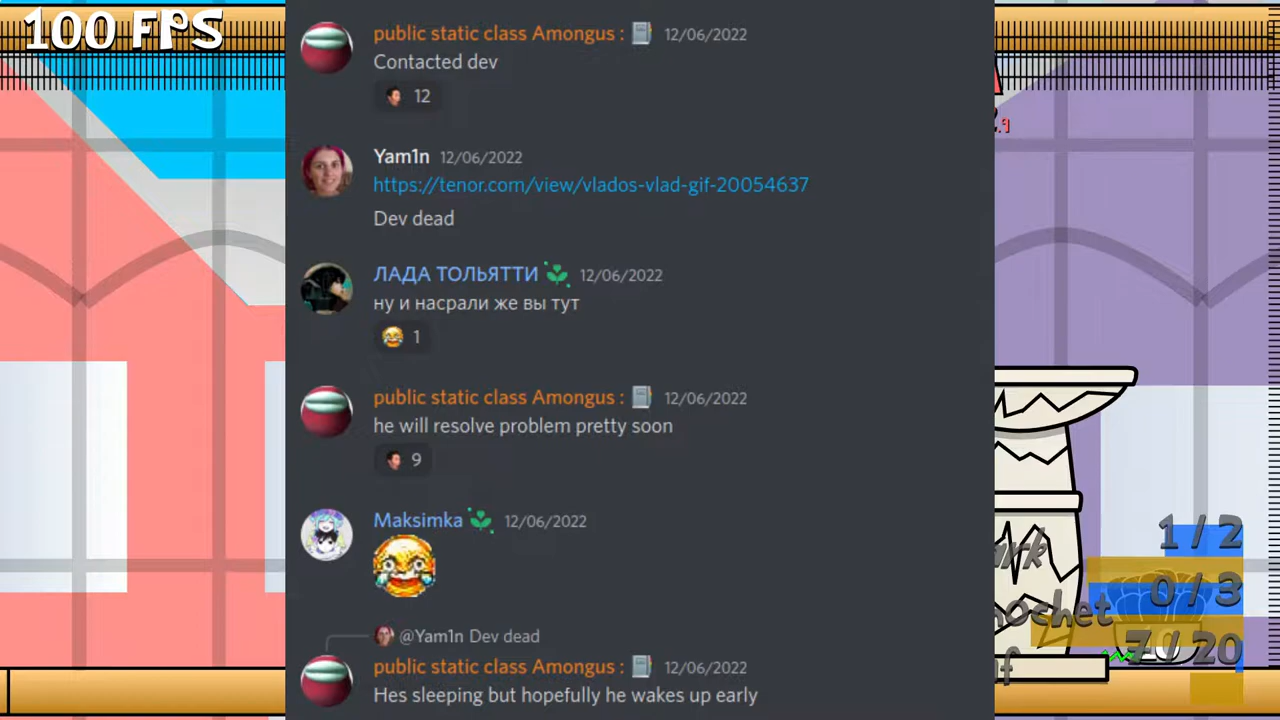 100 FPS
public static class Amongus : 12/06/2022
Contacted dev
12
Yam1n 12/06/2022
https://tenor.com/view/vlados-vlad-gif-20054637
Dev dead
ЛАДА ТОЛЬЯТТИ 12/06/2022
ну и насрали же вы тут
1
public static class Amongus : 12/06/2022
he will resolve problem pretty soon
9
Maksimka 12/06/2022
@Yam1n Dev dead
public static class Amongus : 12/06/2022
Hes sleeping but hopefully he wakes up early
1 / 2
0 / 3
7 / 20